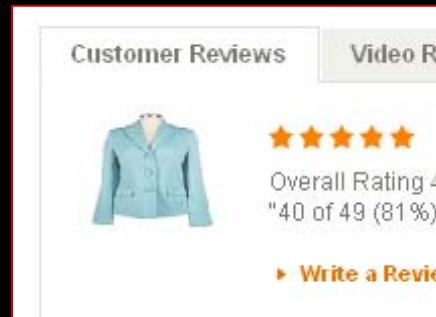 Customer Reviews
Video R
Overall Rating 4
"40 of 49 (81%)
Write a Revie